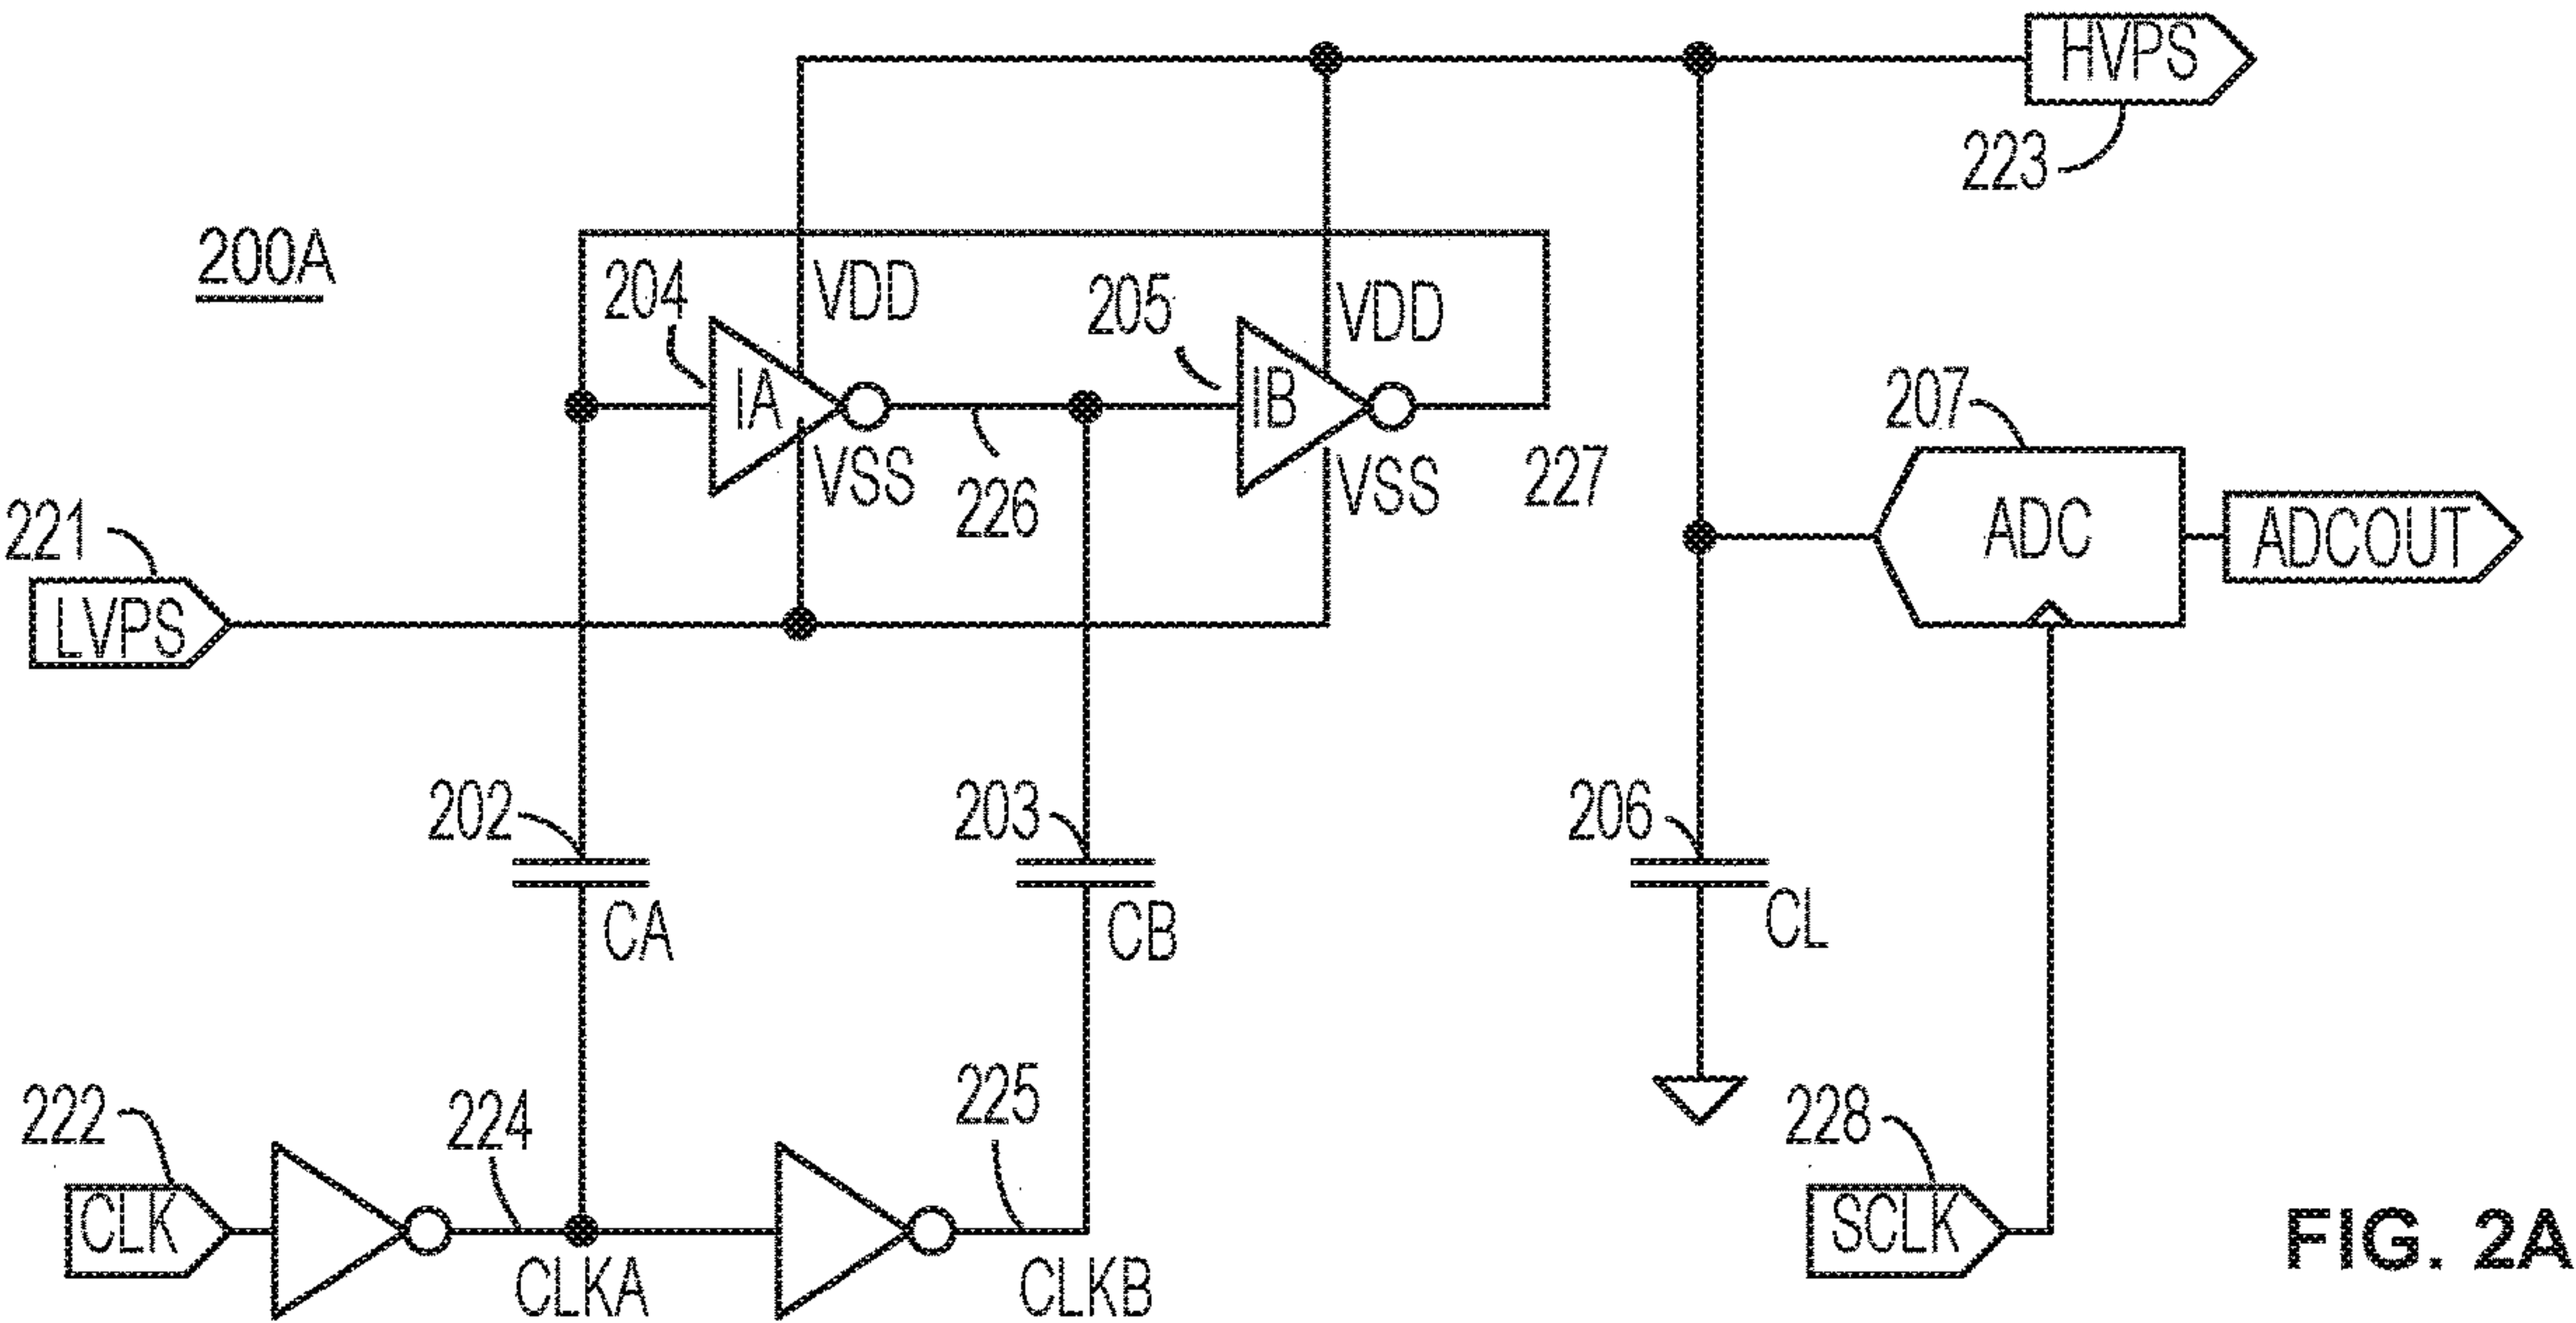 HVPS
223
200A
204
VDD
205
VDD
IA
IB
207
VSS
226
VSS
227
221
ADC
ADCOUT
LVPS
202
203
206
CA
CB
CL
222
224
225
228
CLK
SCLK
CLKA
CLKB
FIG. 2A